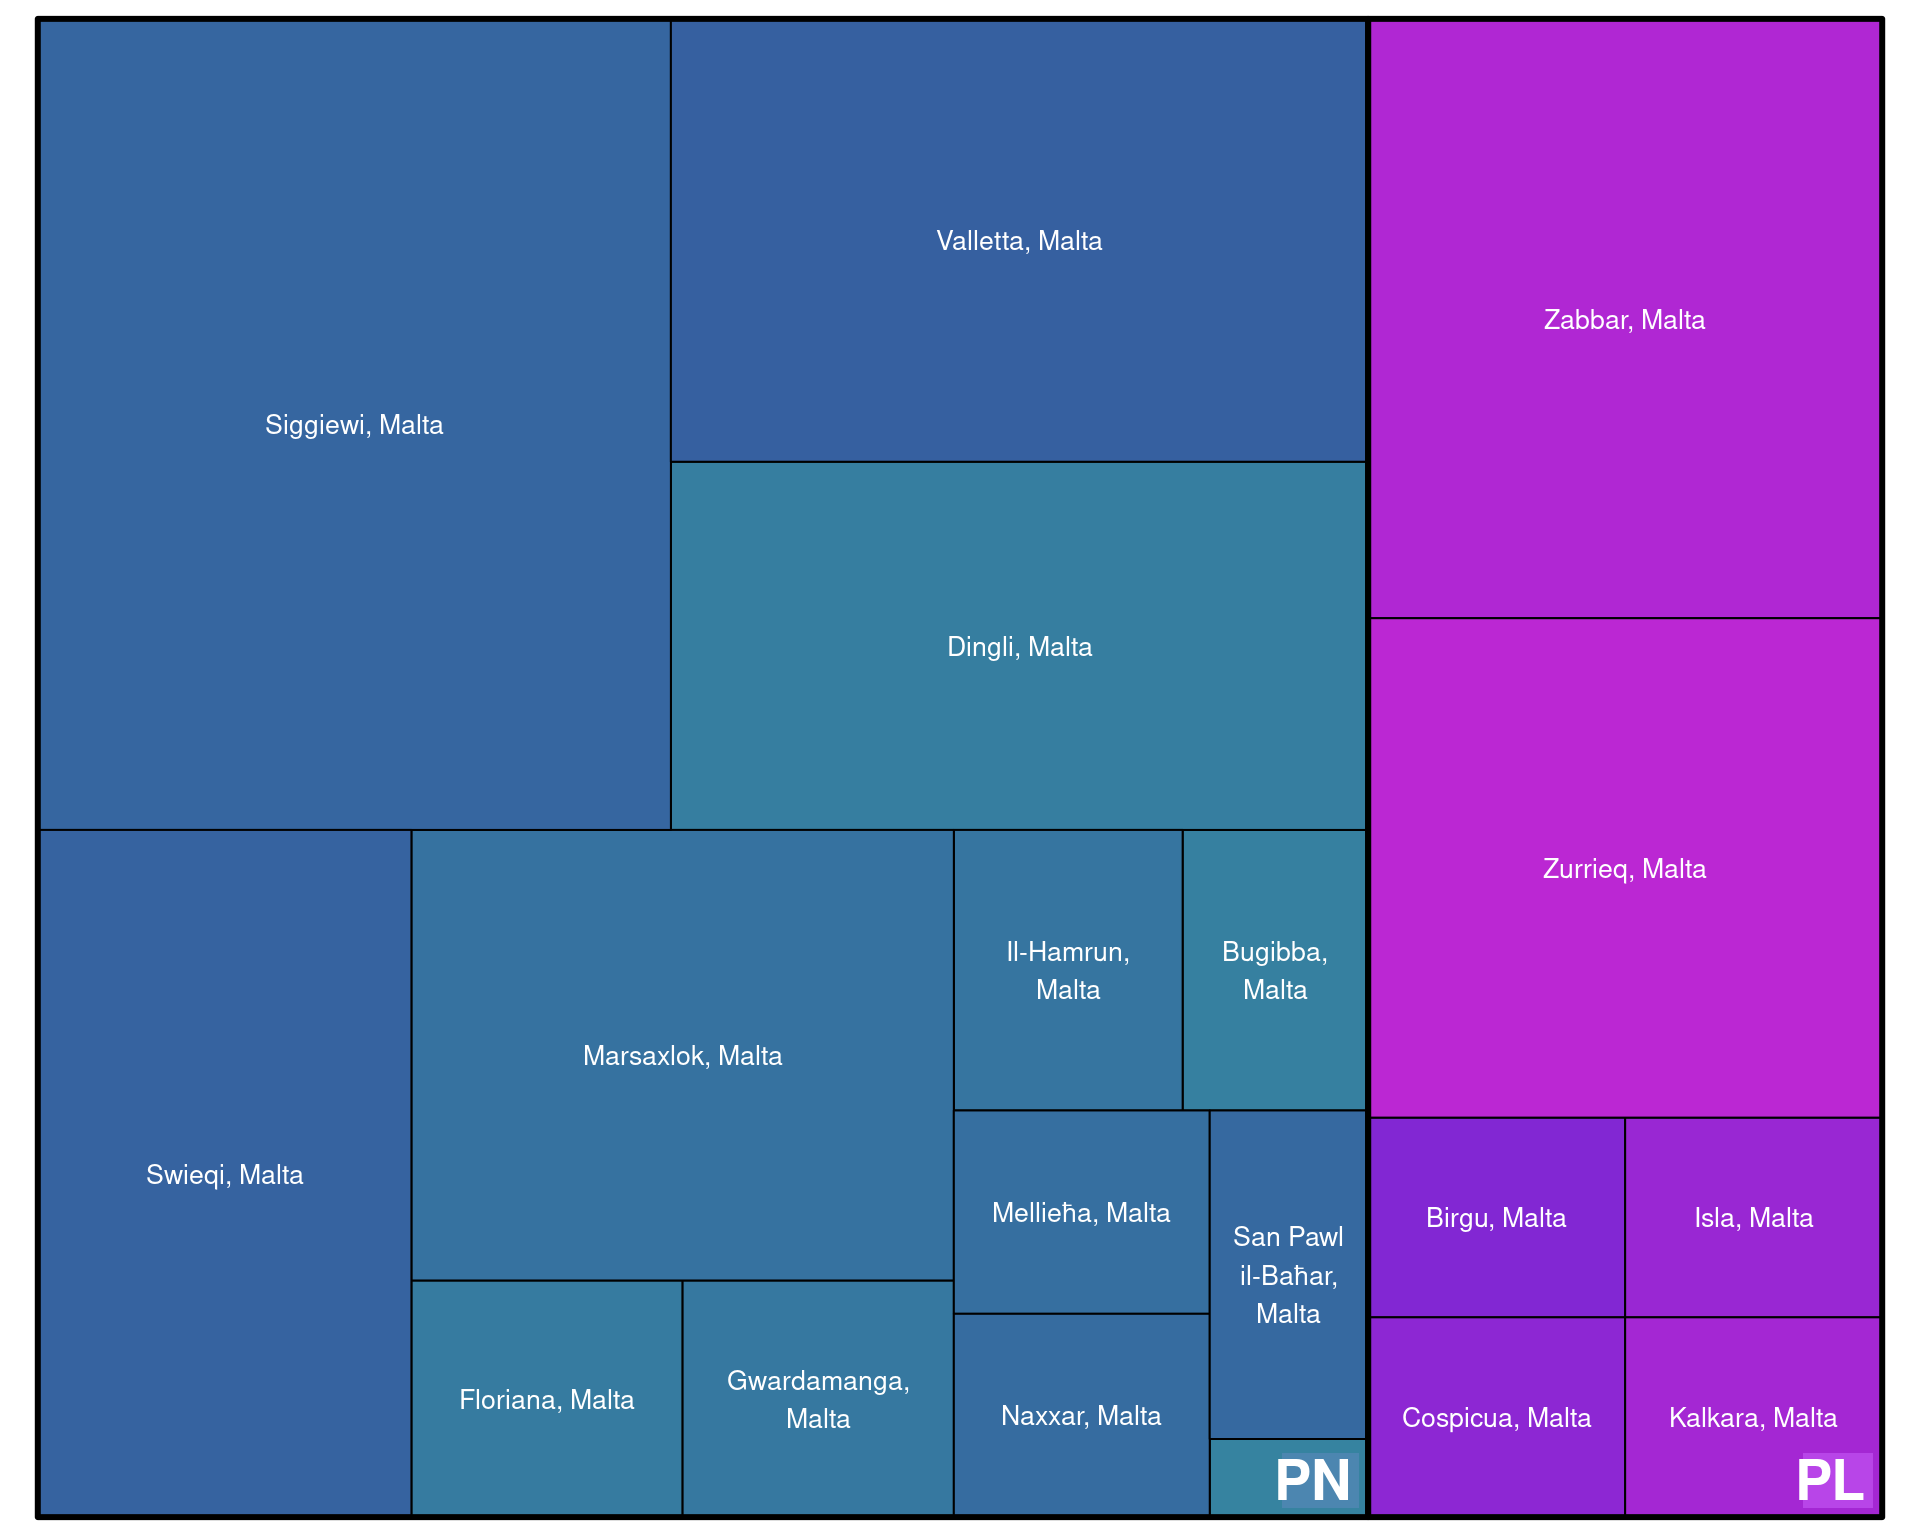 Siggiewi, Malta
Valletta, Malta
Dingli, Malta
Swieqi, Malta
Marsaxlok, Malta
Floriana, Malta
Gwardamanga,
Malta
Il-Hamrun,
Malta
Bugibba,
Malta
Mellieħa, Malta
Naxxar, Malta
San Pawl
il-Baħar,
Malta
PN
Zabbar, Malta
Zurrieq, Malta
Birgu, Malta
Isla, Malta
Cospicua, Malta
Kalkara, Malta
PL